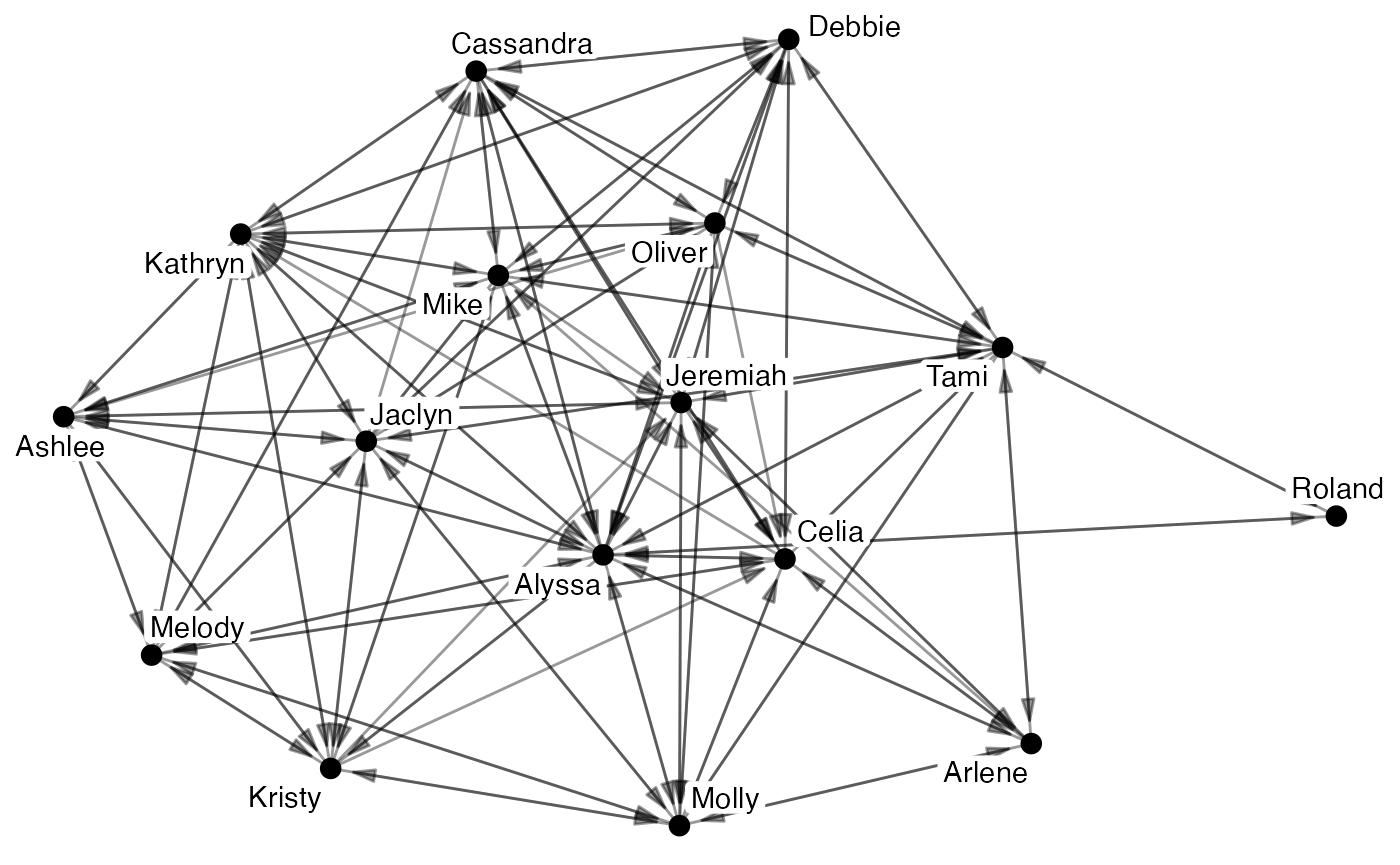 Debbie
Cassandra
Oliver
Kathryn
Mike
Jeremiah
Tami
Jaclyn
Ashlee
Roland
Celia
Alyssa
Melody
Arlene
Kristy
Molly